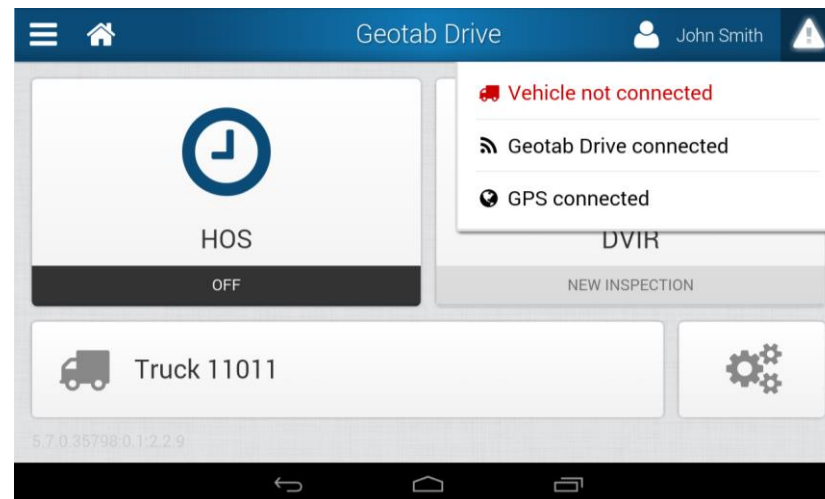 Geotab Drive
John Smith
Vehicle not connected
Geotab Drive connected
GPS connected
HOS
OFF
DVIR
NEW INSPECTION
Truck 11011
5.7.0.35798:0.1:2.2.9